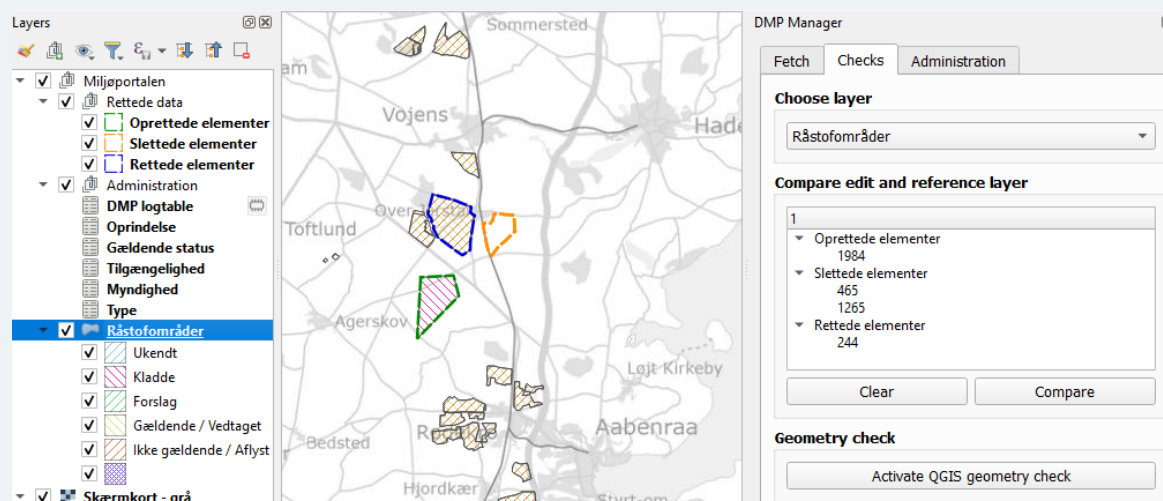 Layers
Miljøportalen
Rettede data
Oprettede elementer
Slettede elementer
Rettede elementer
Administration
DMP logtable
Oprindelse
Gældende status
Tilgængelighed
Myndighed
Type
Råstofområder
Ukendt
Kladde
Forslag
Gældende / Vedtaget
Ikke gældende / Aflyst
Skærmkort - grå
Sommersted
Vojens
Toftlund
Agerskov
Løjt Kirkeby
Aabenraa
Bedsted
Hjordkær
DMP Manager
Fetch
Checks
Administration
Choose layer
Råstofområder
Compare edit and reference layer
1
Oprettede elementer
1984
Slettede elementer
465
1265
Rettede elementer
244
Clear
Compare
Geometry check
Activate QGIS geometry check